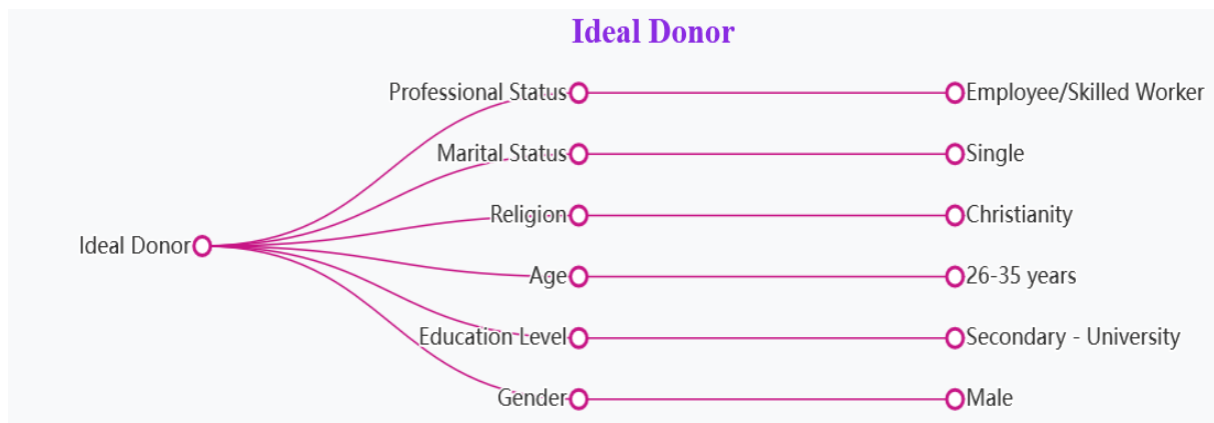 Ideal Donor
Professional Status
Employee/Skilled Worker
Marital Status
Single
Religion
Christianity
Ideal Donor
Age
26-35 years
Education Level
Secondary - University
Gender
Male